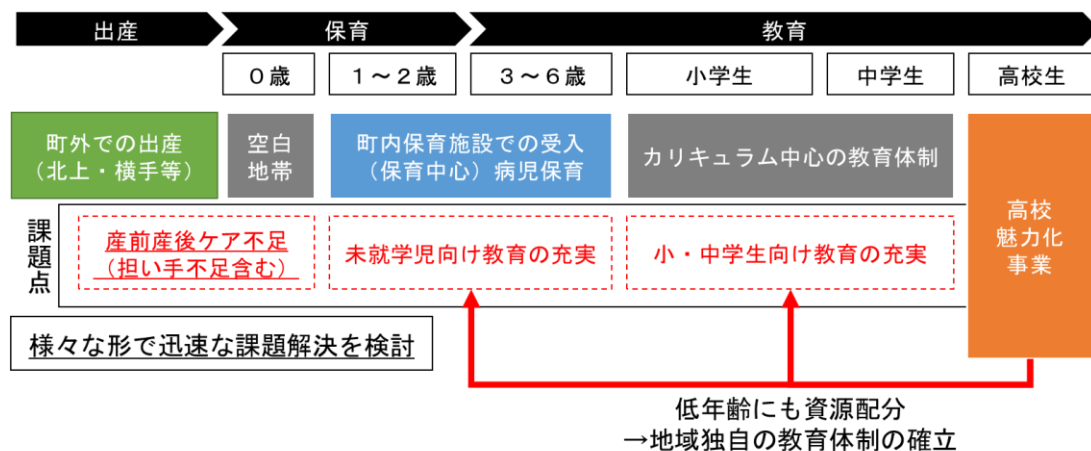 出産
保育
教育
０歳
１～２歳
３～６歳
小学生
中学生
高校生
町外での出産
（北上・横手等）
空白
地帯
町内保育施設での受入
（保育中心）病児保育
カリキュラム中心の教育体制
高校
魅力化
事業
課題点
産前産後ケア不足
（担い手不足含む）
未就学児向け教育の充実
小・中学生向け教育の充実
様々な形で迅速な課題解決を検討
低年齢にも資源配分
→地域独自の教育体制の確立